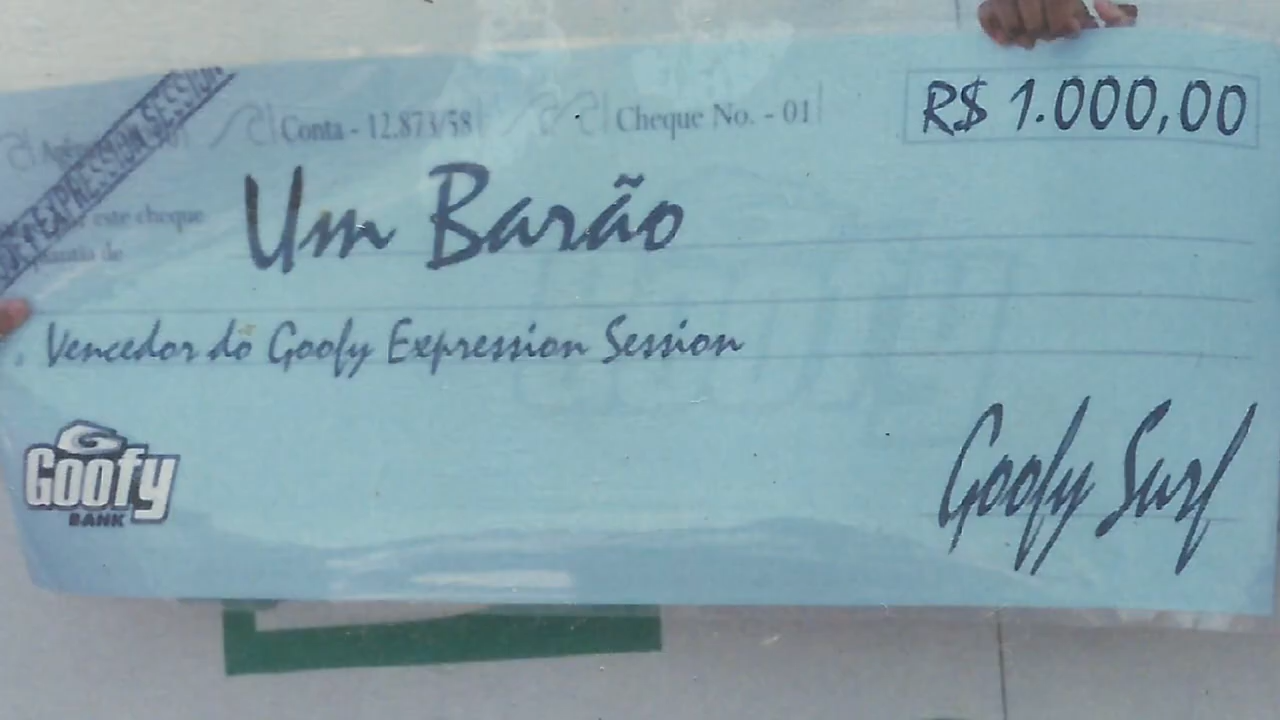 Conta - 12.873/58 Cheque No. - 01 R$ 1.000,00
EXPRESSION SESSION
este cheque
Um Barão
de
Vencedor do Goofy Expression Session
Goofy
BANK
Goofy Surf